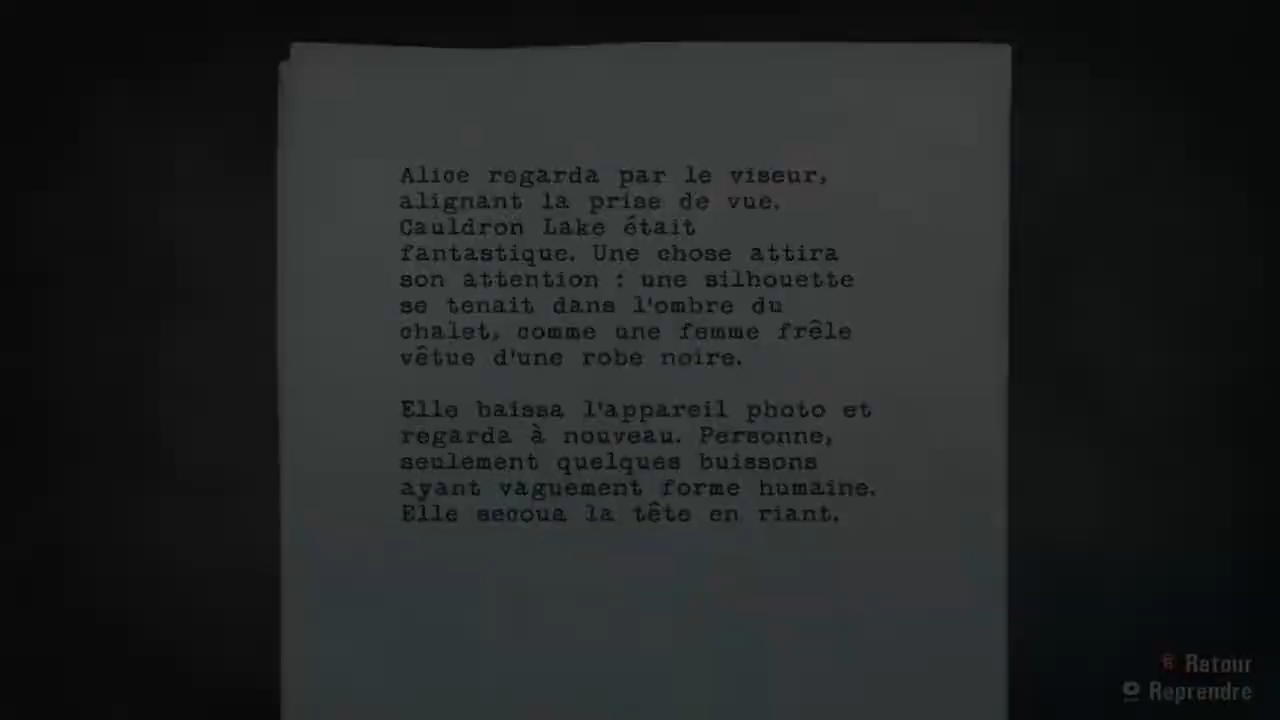 Alice regarda par le viseur,
alignant la prise de vue.
Cauldron Lake était
fantastique. Une chose attira
son attention : une silhouette
se tenait dans l'ombre du
chalet, comme une femme frêle
vêtue d'une robe noire.
Elle baissa l'appareil photo et
regarda à nouveau. Personne,
seulement quelques buissons
ayant vaguement forme humaine.
Elle secoua la tête en riant.
Retour
Reprendre